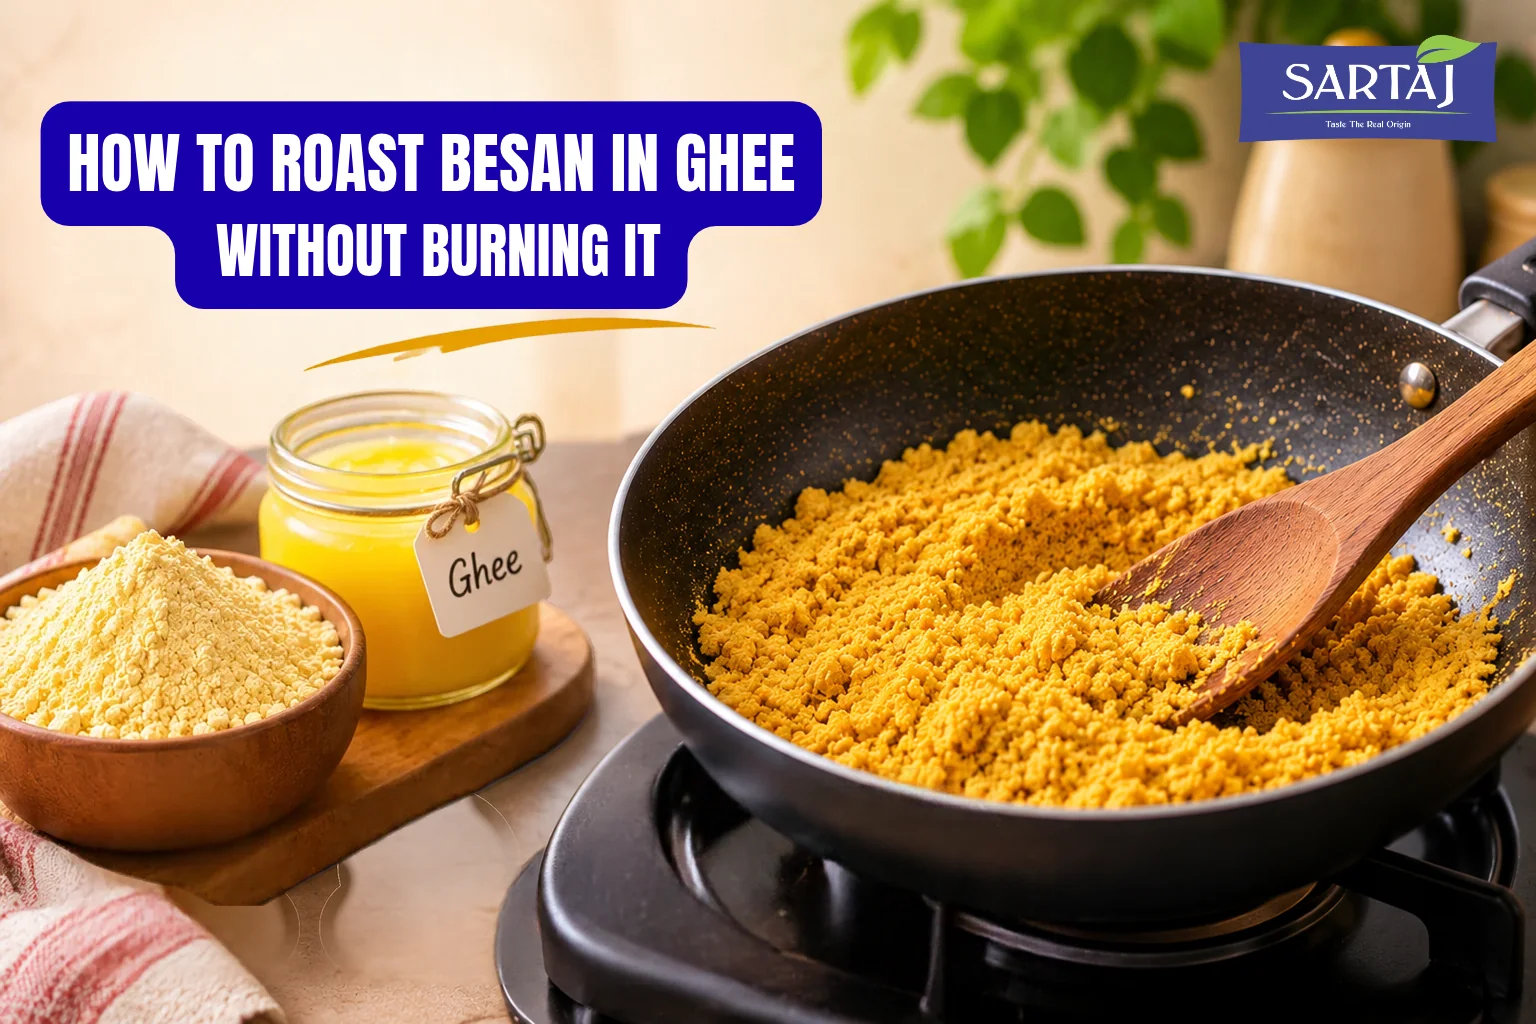 HOW TO ROAST BESAN IN GHEE
WITHOUT BURNING IT
SARTAJ
Taste The Real Origin
Ghee